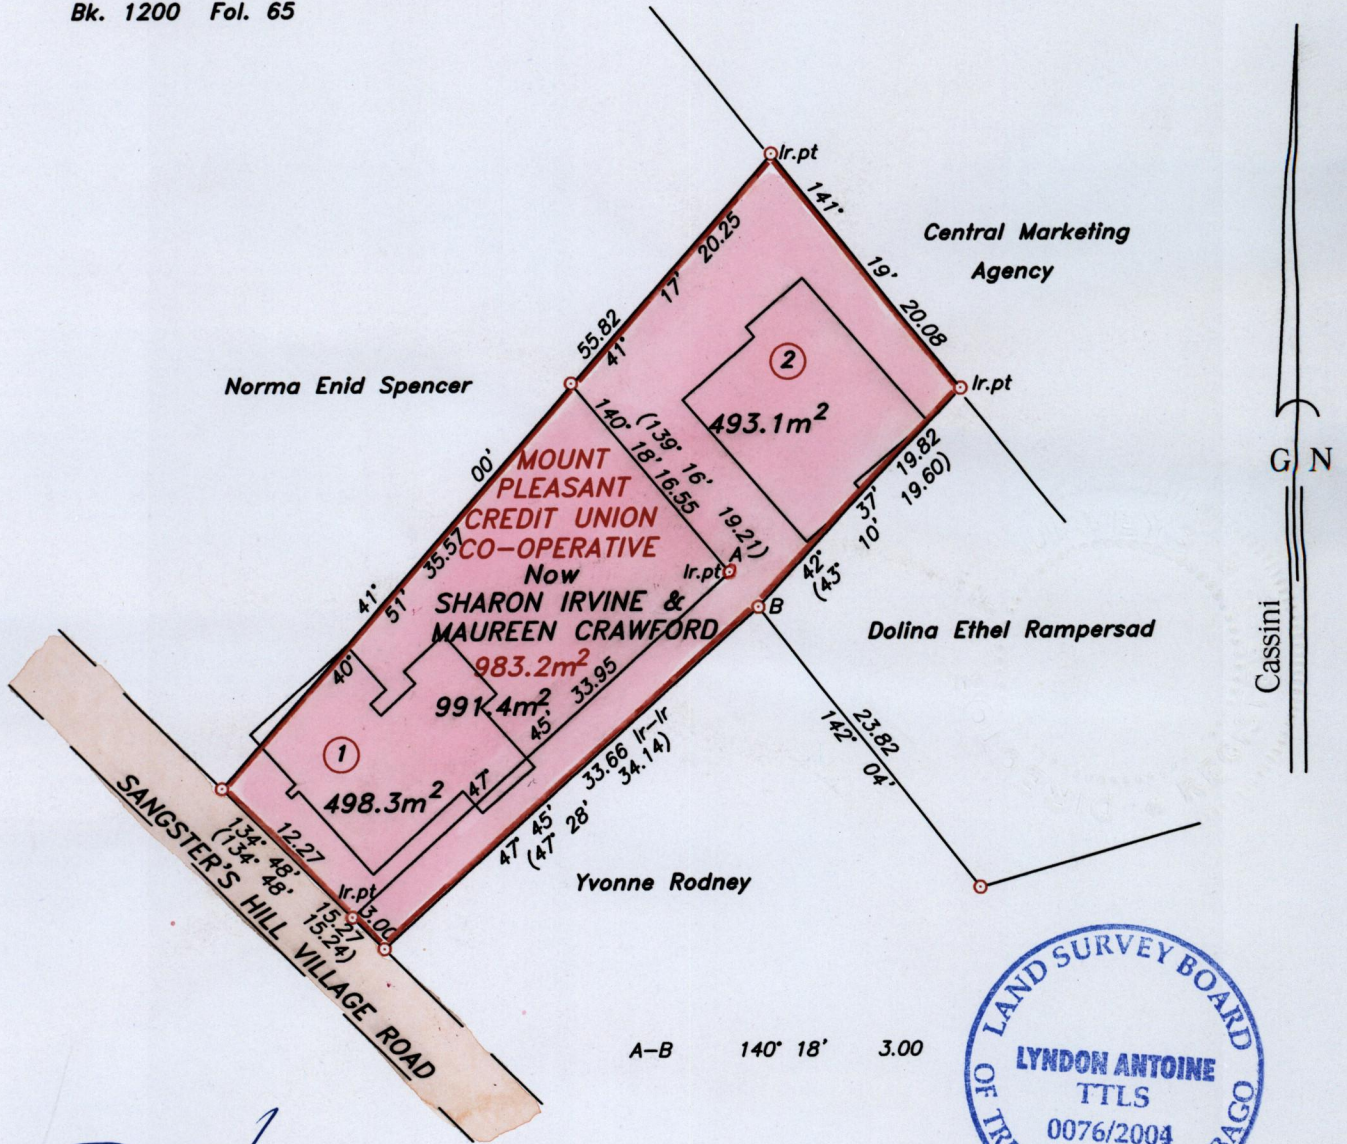 Bk. 1200 Fol. 65
Ir.pt
141° 19' 20.08
Central Marketing
Agency
20.25
17'
41°
55.82
Norma Enid Spencer
2
Ir.pt
493.1m²
(139° 16' 19.21)
140° 18' 16.55
19.82
19.60)
37'
10'
42°
(43°
00'
MOUNT
PLEASANT
CREDIT UNION
CO-OPERATIVE
Now
SHARON IRVINE &
MAUREEN CRAWFORD
983.2m²
991.4m²
35.57
51'
40°
41°
A
Ir.pt
B
Dolina Ethel Rampersad
G N
Cassini
33.95
45'
47°
33.66 Ir-Ir
34.14)
47° 45'
(47° 28'
23.82
142° 04'
1
498.3m²
12.27
134° 48'
(134° 48'
15.27
15.24)
Ir.pt
3.00
SANGSTER'S HILL VILLAGE ROAD
Yvonne Rodney
A-B 140° 18' 3.00
LAND SURVEY BOARD
LYNDON ANTOINE
TTLS
0076/2004